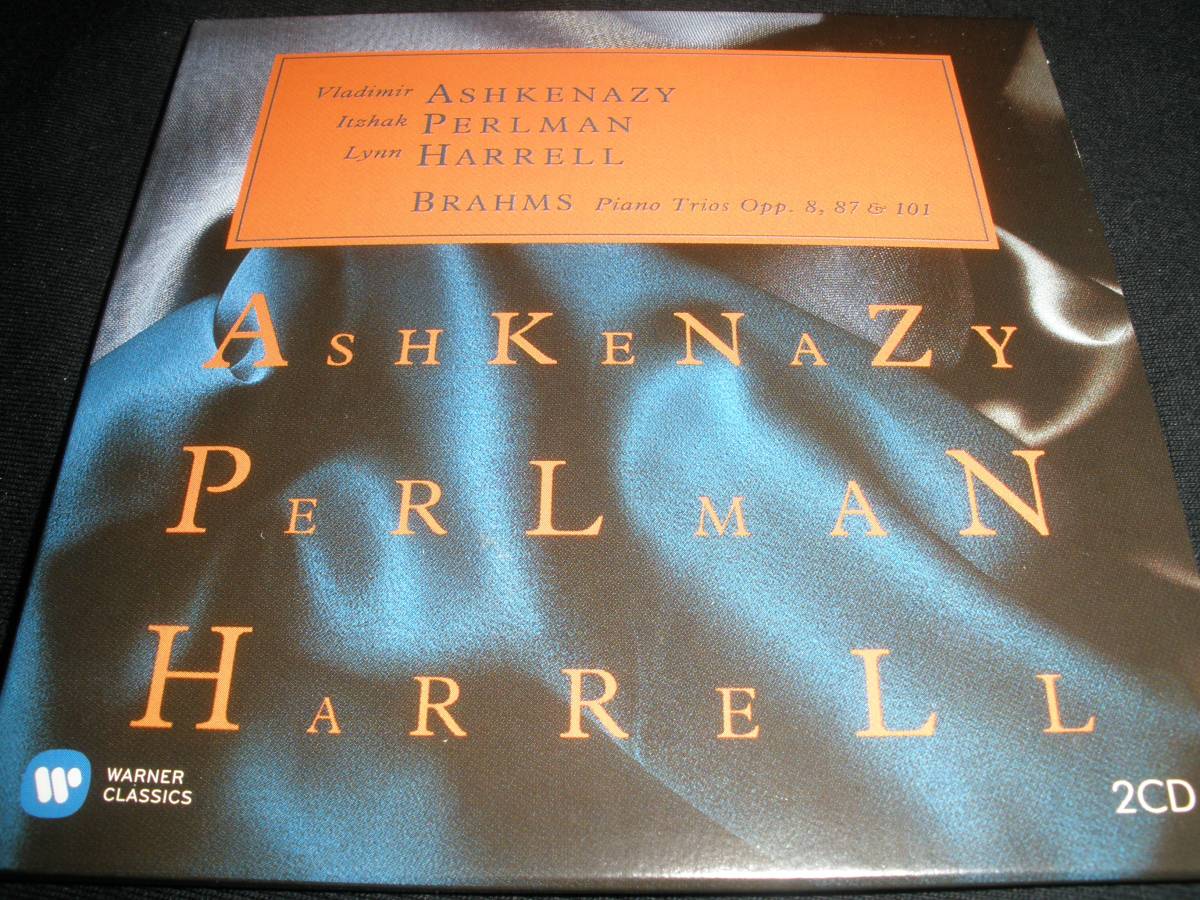 Vladimir ASHKENAZY
Itzhak PERLMAN
Lynn HARRELL
BRAHMS Piano Trios Opp. 8, 87 & 101
ASHKENAZY
PERLMAN
HARRELL
WARNER
CLASSICS
2CD